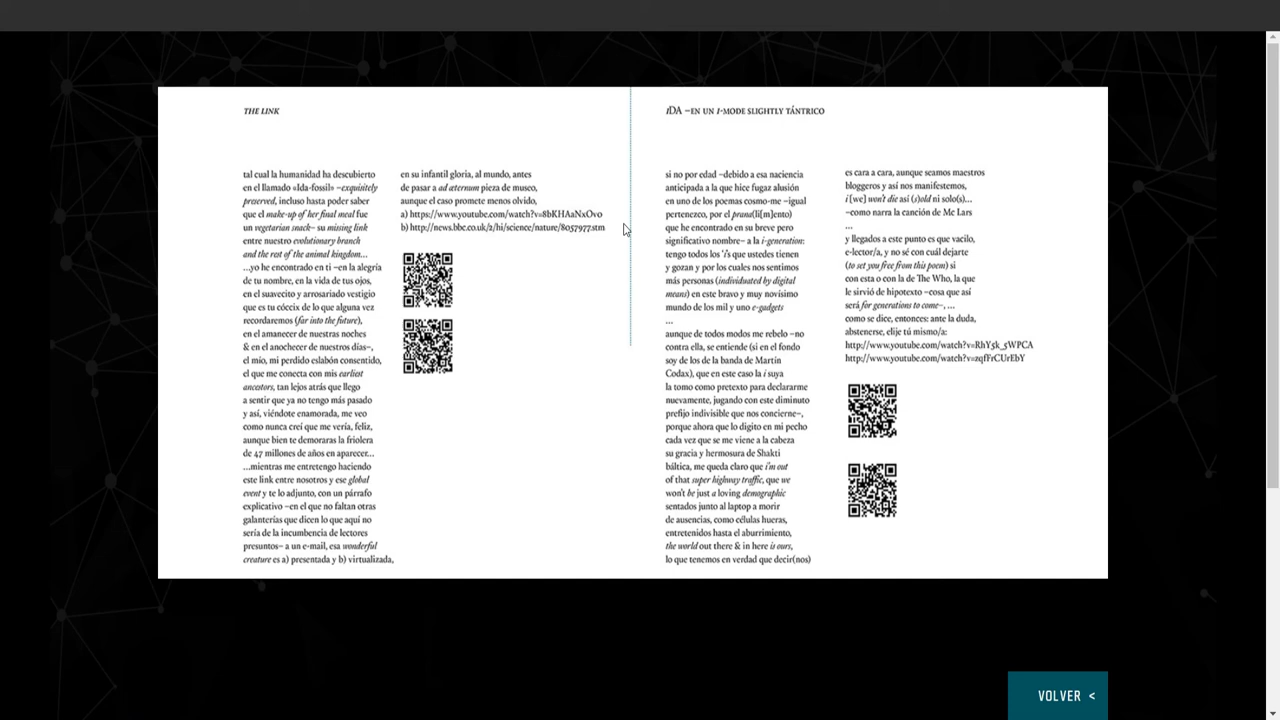 THE LINK
tal cual la humanidad ha descubierto
en el llamado «Ida-fossil» –exquisitely
preserved, incluso hasta poder saber
que el make-up of her final meal fue
un vegetarian snack– su missing link
entre nuestro evolutionary branch
and the rest of the animal kingdom...
...yo he encontrado en ti –en la alegría
de tu nombre, en la vida de tus ojos,
en el suavecito y arrosariado vestigio
que es tu cóccix de lo que alguna vez
recordaremos (far into the future),
en el amanecer de nuestras noches
& en el anochecer de nuestros días–,
el mío, mi perdido eslabón consentido,
el que me conecta con mis earliest
ancestors, tan lejos atrás que llego
a sentir que ya no tengo más pasado
y así, viéndote enamorada, me veo
como nunca creí que me vería, feliz,
aunque bien te demoraras la friolera
de 47 millones de años en aparecer...
...mientras me entretengo haciendo
este link entre nosotros y ese global
event y te lo adjunto, con un párrafo
explicativo –en el que no faltan otras
galanterías que dicen lo que aquí no
sería de la incumbencia de lectores
presuntos– a un e-mail, esa wonderful
creature es a) presentada y b) virtualizada,
en su infantil gloria, al mundo, antes
de pasar a ad æternum pieza de museo,
aunque el caso promete menos olvido,
a) https://www.youtube.com/watch?v=8bKHAaNxOvo
b) http://news.bbc.co.uk/2/hi/science/nature/8057977.stm
iDA –EN UN I-MODE SLIGHTLY TÁNTRICO
si no por edad –debido a esa naciencia
anticipada a la que hice fugaz alusión
en uno de los poemas cosmo-me –igual
pertenezco, por el prana(li[m]ento)
que he encontrado en su breve pero
significativo nombre– a la i-generation:
tengo todos los 'i's que ustedes tienen
y gozan y por los cuales nos sentimos
más personas (individuated by digital
means) en este bravo y muy novísimo
mundo de los mil y uno e-gadgets
...
aunque de todos modos me rebelo –no
contra ella, se entiende (si en el fondo
soy de los de la banda de Martín
Codax), que en este caso la i suya
la tomo como pretexto para declararme
nuevamente, jugando con este diminuto
prefijo indivisible que nos concierne–,
porque ahora que lo digito en mi pecho
cada vez que se me viene a la cabeza
su gracia y hermosura de Shakti
báltica, me queda claro que i'm out
of that super highway traffic, que we
won't be just a loving demographic
sentados junto al laptop a morir
de ausencias, como células hueras,
entretenidos hasta el aburrimiento,
the world out there & in here is ours,
lo que tenemos en verdad que decir(nos)
es cara a cara, aunque seamos maestros
bloggeros y así nos manifestemos,
i [we] won't die así (s)old ni solo(s)...
–como narra la canción de Mc Lars
...
y llegados a este punto es que vacilo,
e-lector/a, y no sé con cuál dejarte
(to set you free from this poem) si
con esta o con la de The Who, la que
le sirvió de hipotexto –cosa que así
será for generations to come–, ...
como se dice, entonces: ante la duda,
abstenerse, elije tú mismo/a:
http://www.youtube.com/watch?v=RhY5k_5WPCA
http://www.youtube.com/watch?v=zqfFrCUrEbY
VOLVER <